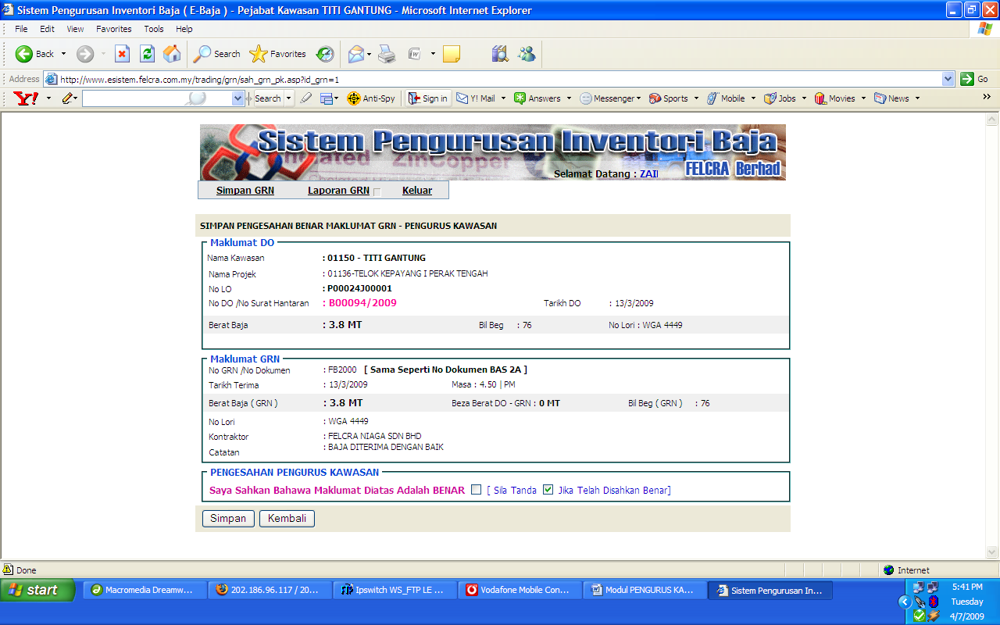 Sistem Pengurusan Inventori Baja ( E-Baja ) - Pejabat Kawasan TITI GANTUNG - Microsoft Internet Explorer
File Edit View Favorites Tools Help
Back Search Favorites
Address http://www.esistem.felcra.com.my/trading/grn/sah_grn_pk.asp?id_grn=1 Go
Y! Search Anti-Spy Sign in Y! Mail Answers Messenger Sports Mobile Jobs Movies News
Sistem Pengurusan Inventori Baja
ZinCopper
FELCRA Berhad
Selamat Datang : ZAI
Simpan GRN Laporan GRN Keluar
SIMPAN PENGESAHAN BENAR MAKLUMAT GRN - PENGURUS KAWASAN
Maklumat DO
Nama Kawasan : 01150 - TITI GANTUNG
Nama Projek : 01136-TELOK KEPAYANG I PERAK TENGAH
No LO : P00024J00001
No DO /No Surat Hantaran : B00094/2009 Tarikh DO : 13/3/2009
Berat Baja : 3.8 MT Bil Beg : 76 No Lori : WGA 4449
Maklumat GRN
No GRN /No Dokumen : FB2000 [ Sama Seperti No Dokumen BAS 2A ]
Tarikh Terima : 13/3/2009 Masa : 4.50 | PM
Berat Baja ( GRN ) : 3.8 MT Beza Berat DO - GRN : 0 MT Bil Beg ( GRN ) : 76
No Lori : WGA 4449
Kontraktor : FELCRA NIAGA SDN BHD
Catatan : BAJA DITERIMA DENGAN BAIK
PENGESAHAN PENGURUS KAWASAN
Saya Sahkan Bahawa Maklumat Diatas Adalah BENAR [ Sila Tanda Jika Telah Disahkan Benar]
Simpan Kembali
Done Internet
start Macromedia Dreamw... 202.186.96.117 / 20... Ipswitch WS_FTP LE ... Vodafone Mobile Con... Modul PENGURUS KA... Sistem Pengurusan In...
5:41 PM
Tuesday
4/7/2009